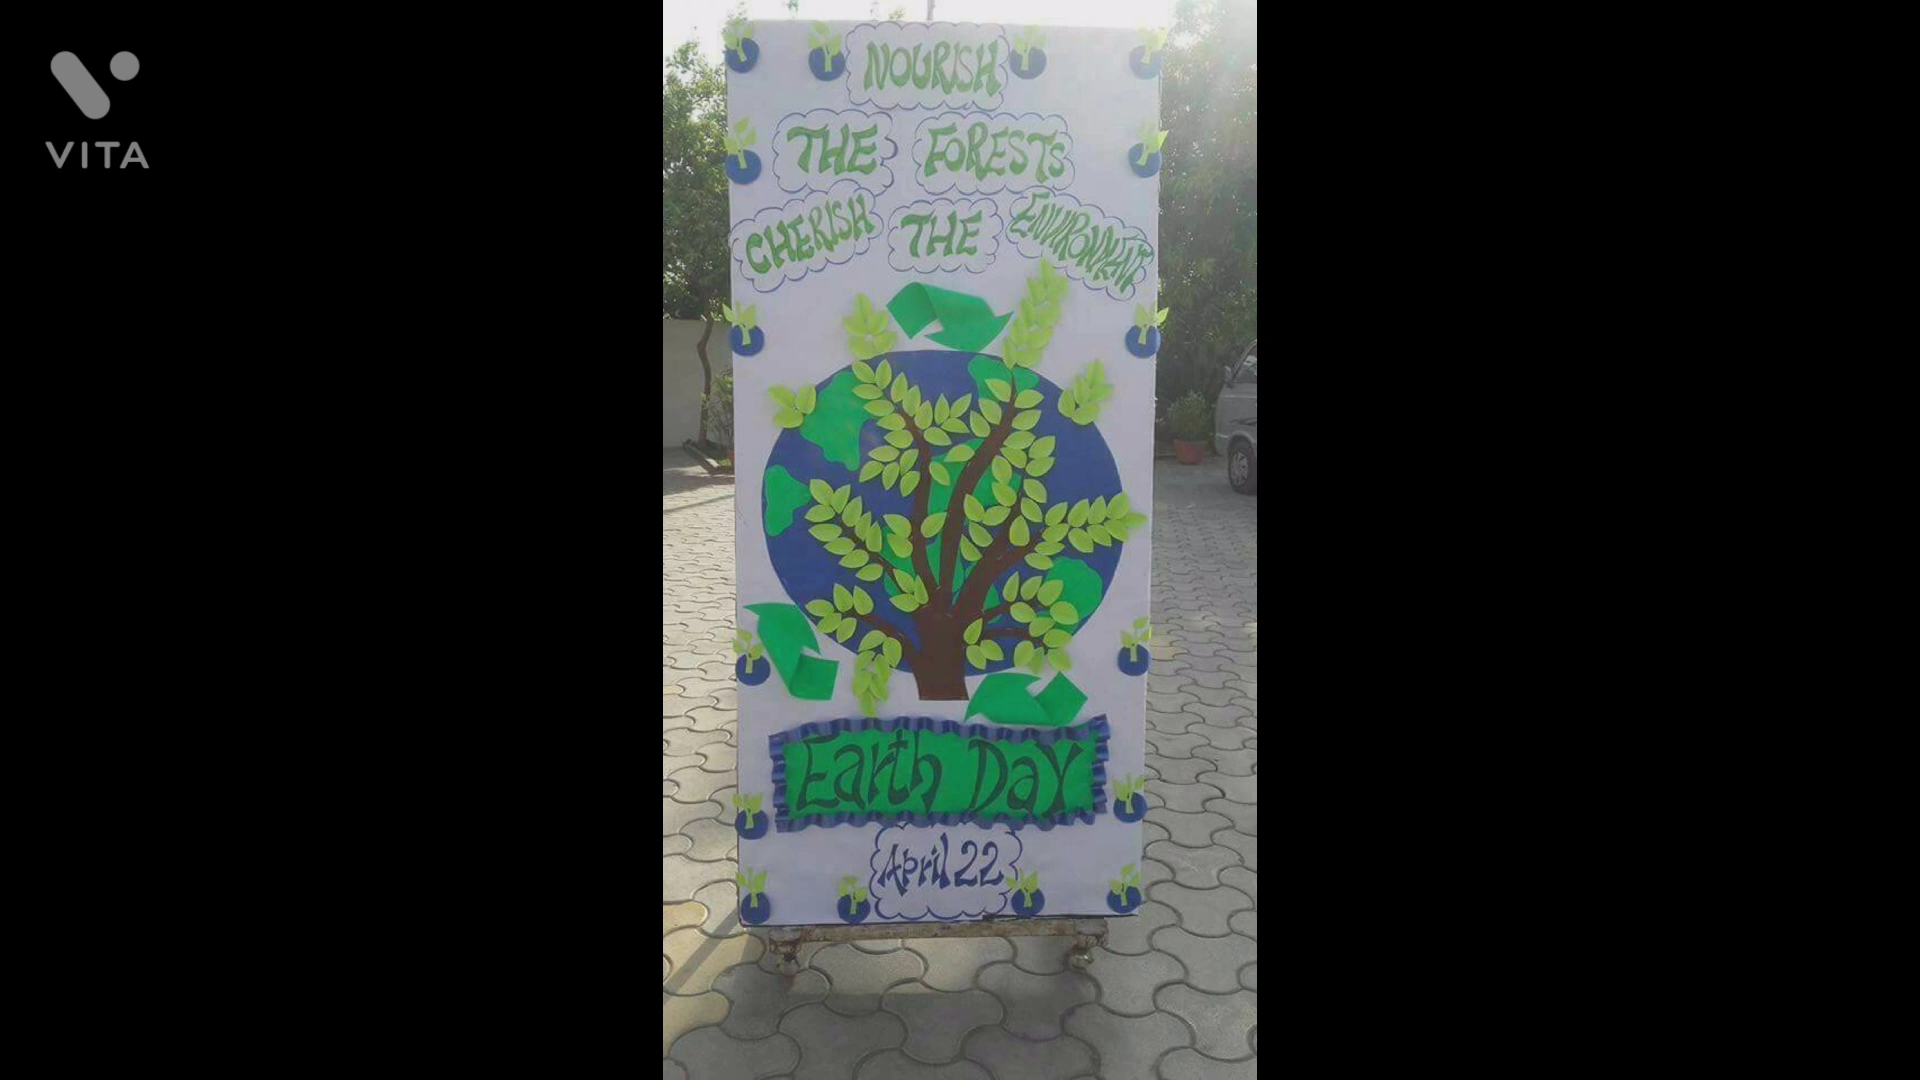 VITA
NOURISH
THE FORESTS
CHERISH THE ENVIRONMENT
Earth Day
April 22